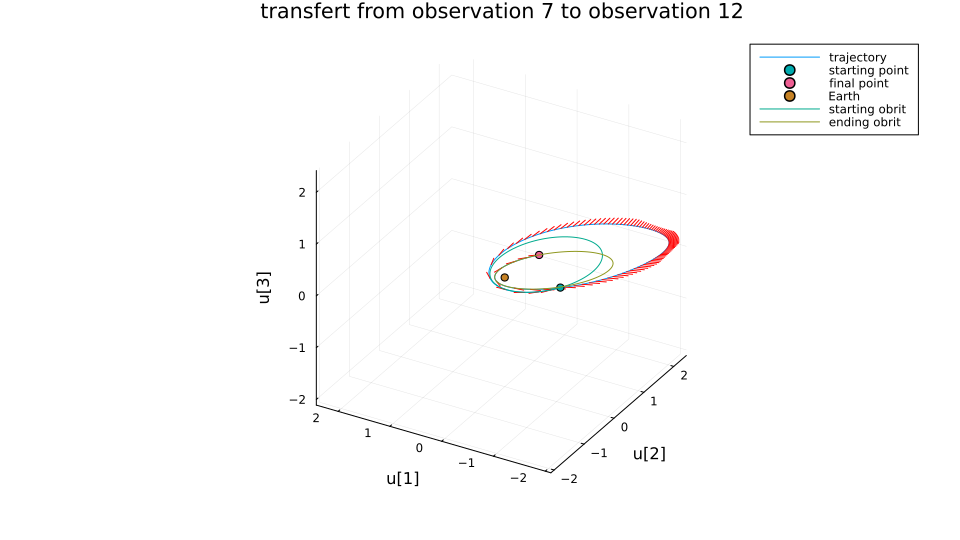 transfert from observation 7 to observation 12
trajectory
starting point
final point
Earth
starting obrit
ending obrit
u[3]
2
1
0
−1
−2
2
1
0
−1
−2
u[1]
−2
−1
0
1
2
u[2]